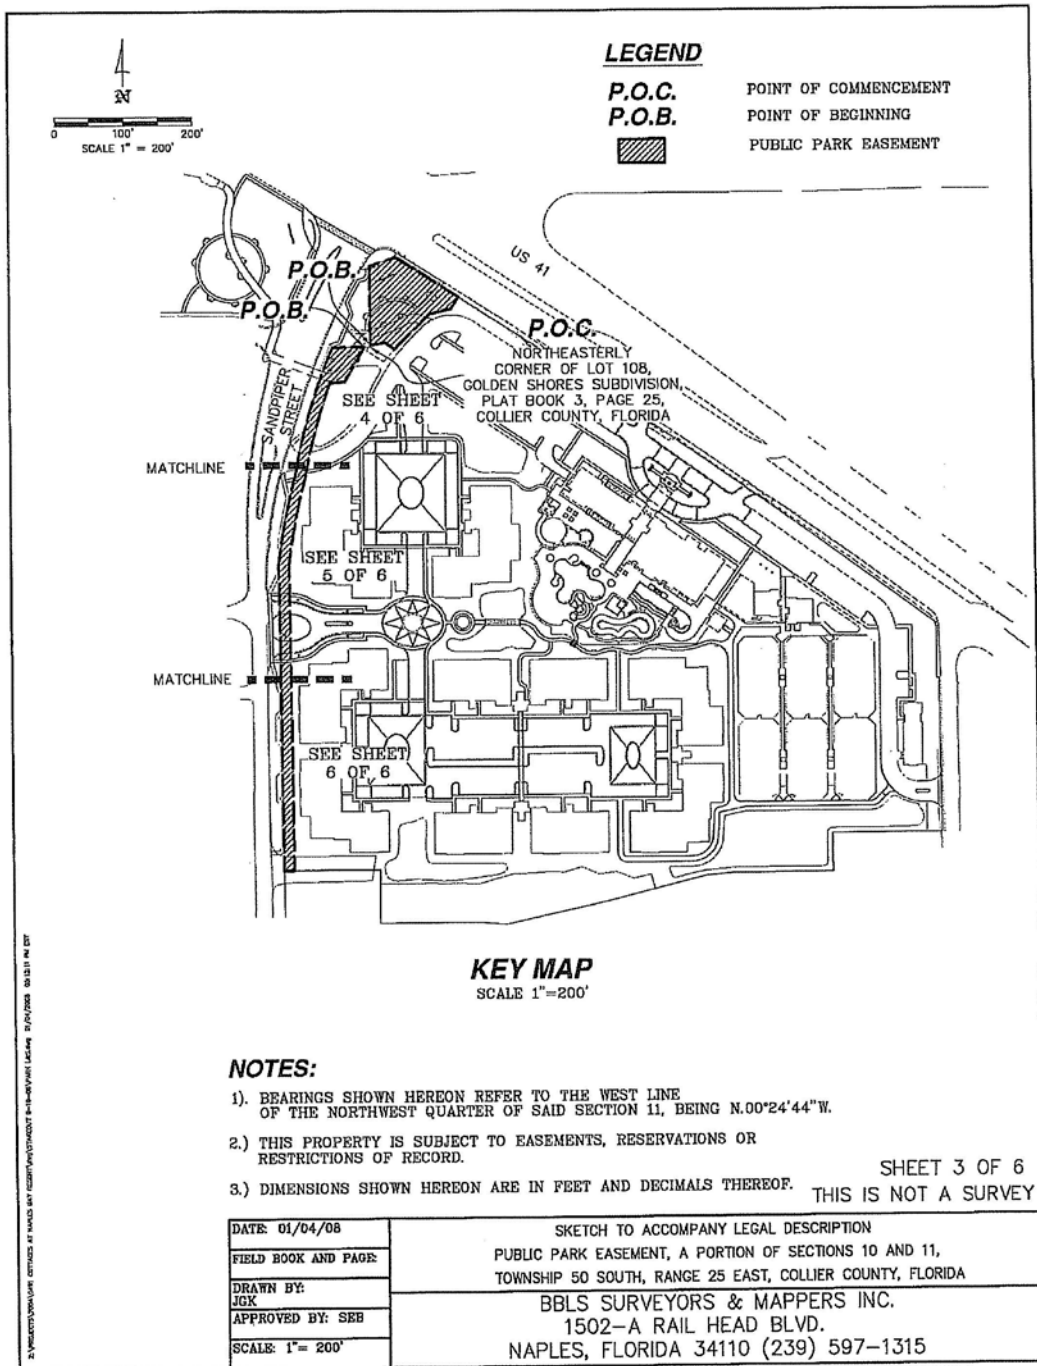 LEGEND
P.O.C. POINT OF COMMENCEMENT
P.O.B. POINT OF BEGINNING
PUBLIC PARK EASEMENT
N
0 100' 200'
SCALE 1" = 200'
US 41
P.O.B.
P.O.B.
P.O.C.
NORTHEASTERLY
CORNER OF LOT 108,
GOLDEN SHORES SUBDIVISION,
PLAT BOOK 3, PAGE 25,
COLLIER COUNTY, FLORIDA
SANDPIPER
STREET
SEE SHEET
4 OF 6
MATCHLINE
SEE SHEET
5 OF 6
MATCHLINE
SEE SHEET
6 OF 6
KEY MAP
SCALE 1"=200'
NOTES:
1). BEARINGS SHOWN HEREON REFER TO THE WEST LINE
OF THE NORTHWEST QUARTER OF SAID SECTION 11, BEING N.00°24'44"W.
2.) THIS PROPERTY IS SUBJECT TO EASEMENTS, RESERVATIONS OR
RESTRICTIONS OF RECORD.
3.) DIMENSIONS SHOWN HEREON ARE IN FEET AND DECIMALS THEREOF.
SHEET 3 OF 6
THIS IS NOT A SURVEY
DATE: 01/04/08
FIELD BOOK AND PAGE:
DRAWN BY:
JGK
APPROVED BY: SEB
SCALE: 1"= 200'
SKETCH TO ACCOMPANY LEGAL DESCRIPTION
PUBLIC PARK EASEMENT, A PORTION OF SECTIONS 10 AND 11,
TOWNSHIP 50 SOUTH, RANGE 25 EAST, COLLIER COUNTY, FLORIDA
BBLS SURVEYORS & MAPPERS INC.
1502-A RAIL HEAD BLVD.
NAPLES, FLORIDA 34110 (239) 597-1315